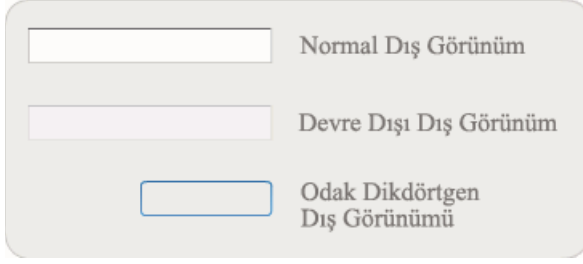 Normal Dış Görünüm
Devre Dışı Dış Görünüm
Odak Dikdörtgen
Dış Görünümü